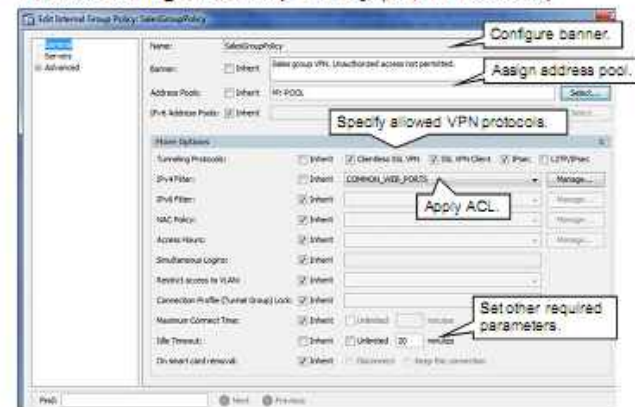 Edit Internal Group Policy: SalesGroupPolicy
General
Servers
Advanced
Name: SalesGroupPolicy
Configure banner.
Banner: Inherit Sales group VPN. Unauthorized access not permitted.
Assign address pool.
Address Pools: Inherit MY-POOL Select...
IPv6 Address Pools: Inherit Select...
Specify allowed VPN protocols.
More Options
Tunneling Protocols: Inherit Clientless SSL VPN SSL VPN Client IPsec L2TP/IPsec
IPv4 Filter: Inherit COMMON_WEB_PORTS Manage...
Apply ACL.
IPv6 Filter: Inherit Manage...
NAC Policy: Inherit Manage...
Access Hours: Inherit Manage...
Simultaneous Logins: Inherit
Restrict access to VLAN: Inherit
Connection Profile (Tunnel Group) Lock: Inherit
Set other required
parameters.
Maximum Connect Time: Inherit Unlimited minutes
Idle Timeout: Inherit Unlimited 20 minutes
On smart card removal: Inherit Disconnect Keep the connection
Find: Next Previous